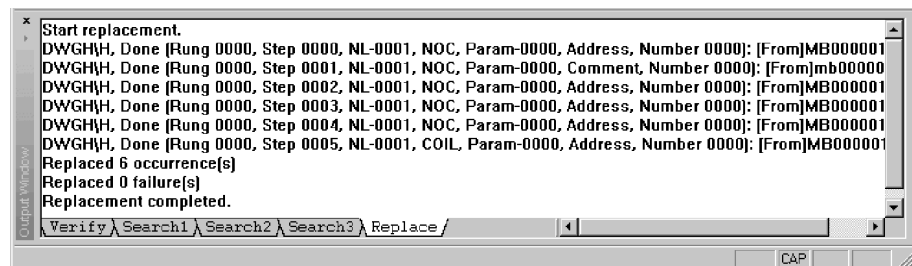 Start replacement.
DWGH\H, Done (Rung 0000, Step 0000, NL-0001, NOC, Param-0000, Address, Number 0000): [From]MB000001
DWGH\H, Done (Rung 0000, Step 0001, NL-0001, NOC, Param-0000, Comment, Number 0000): [From]mb00000
DWGH\H, Done (Rung 0000, Step 0002, NL-0001, NOC, Param-0000, Address, Number 0000): [From]MB000001
DWGH\H, Done (Rung 0000, Step 0003, NL-0001, NOC, Param-0000, Address, Number 0000): [From]MB000001
DWGH\H, Done (Rung 0000, Step 0004, NL-0001, NOC, Param-0000, Address, Number 0000): [From]MB000001
DWGH\H, Done (Rung 0000, Step 0005, NL-0001, COIL, Param-0000, Address, Number 0000): [From]MB000001
Replaced 6 occurrence(s)
Replaced 0 failure(s)
Replacement completed.
Output Window
Verify Search1 Search2 Search3 Replace
CAP